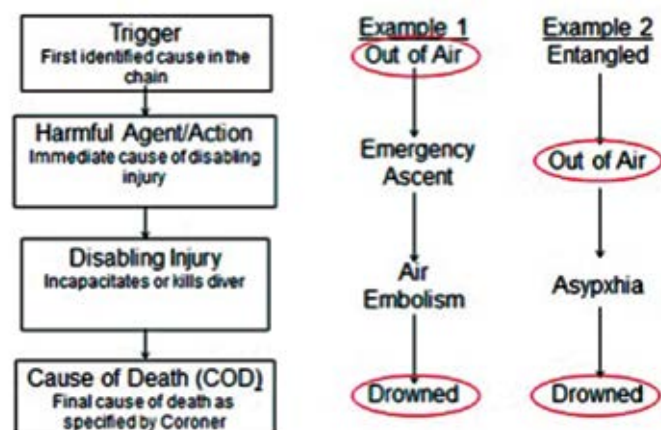 Trigger
First identified cause in the
chain
Harmful Agent/Action
Immediate cause of disabling
injury
Disabling Injury
Incapacitates or kills diver
Cause of Death (COD)
Final cause of death as
specified by Coroner
Example 1
Out of Air
Emergency
Ascent
Air
Embolism
Drowned
Example 2
Entangled
Out of Air
Asypxhia
Drowned